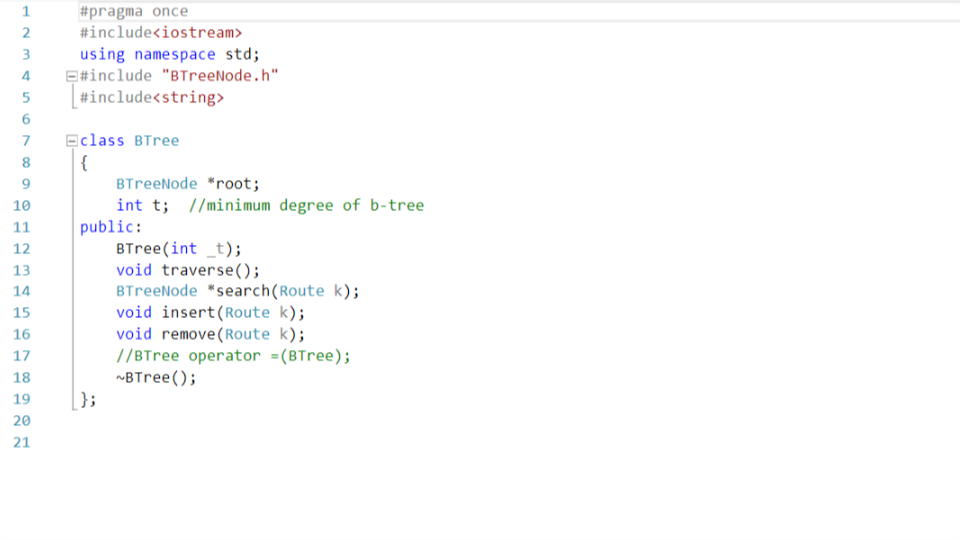 1 #pragma once
2 #include<iostream>
3 using namespace std;
4 #include "BTreeNode.h"
5 #include<string>
6
7 class BTree
8 {
9 BTreeNode *root;
10 int t;  //minimum degree of b-tree
11 public:
12 BTree(int _t);
13 void traverse();
14 BTreeNode *search(Route k);
15 void insert(Route k);
16 void remove(Route k);
17 //BTree operator =(BTree);
18 ~BTree();
19 };
20
21